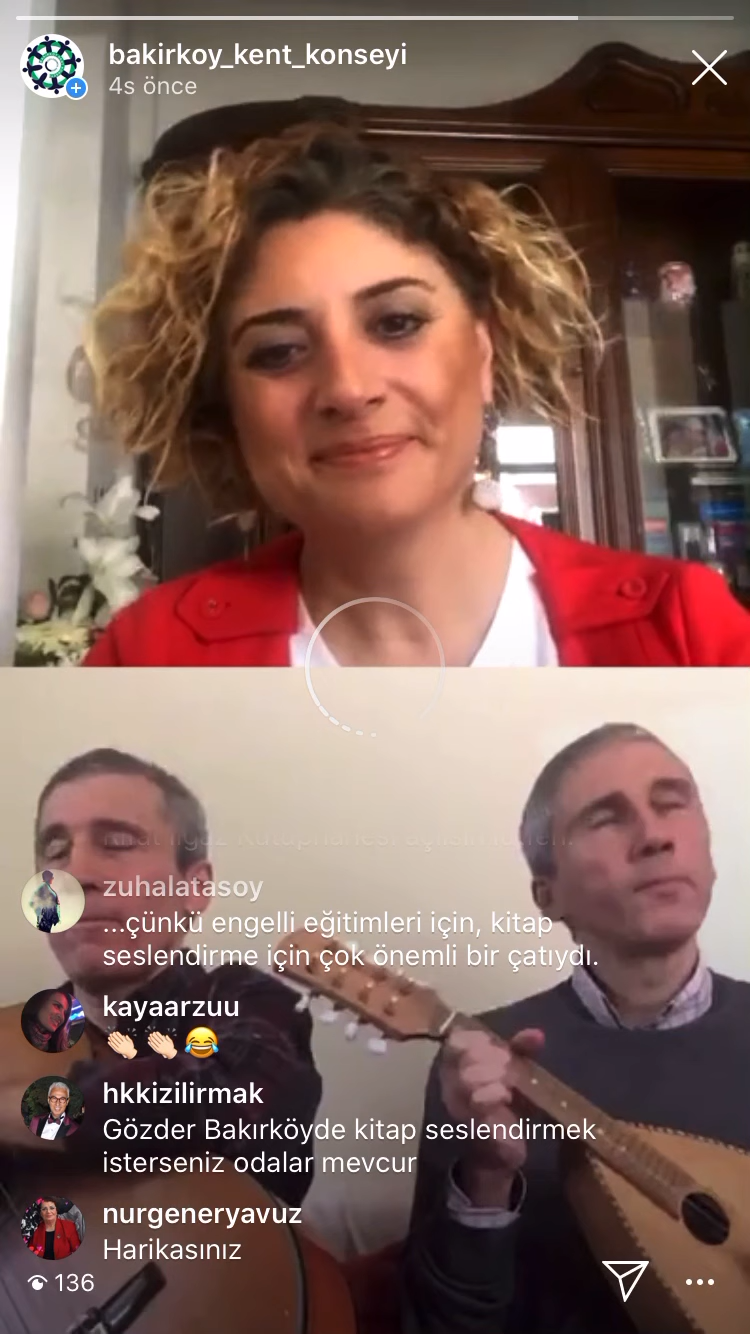 bakirkoy_kent_konseyi
4s önce
zuhalatasoy
...çünkü engelli eğitimleri için, kitap
seslendirme için çok önemli bir çatıydı.
kayaarzuu
👏🏻👏🏻😂
hkkizilirmak
Gözder Bakırköyde kitap seslendirmek
isterseniz odalar mevcur
nurgeneryavuz
Harikasınız
136